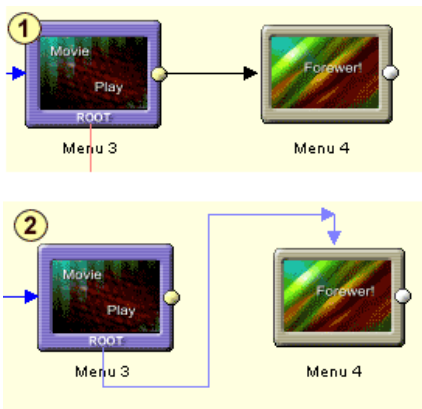 1
Movie
Play
ROOT
Forewer!
Menu 3
Menu 4
2
Movie
Play
ROOT
Forewer!
Menu 3
Menu 4